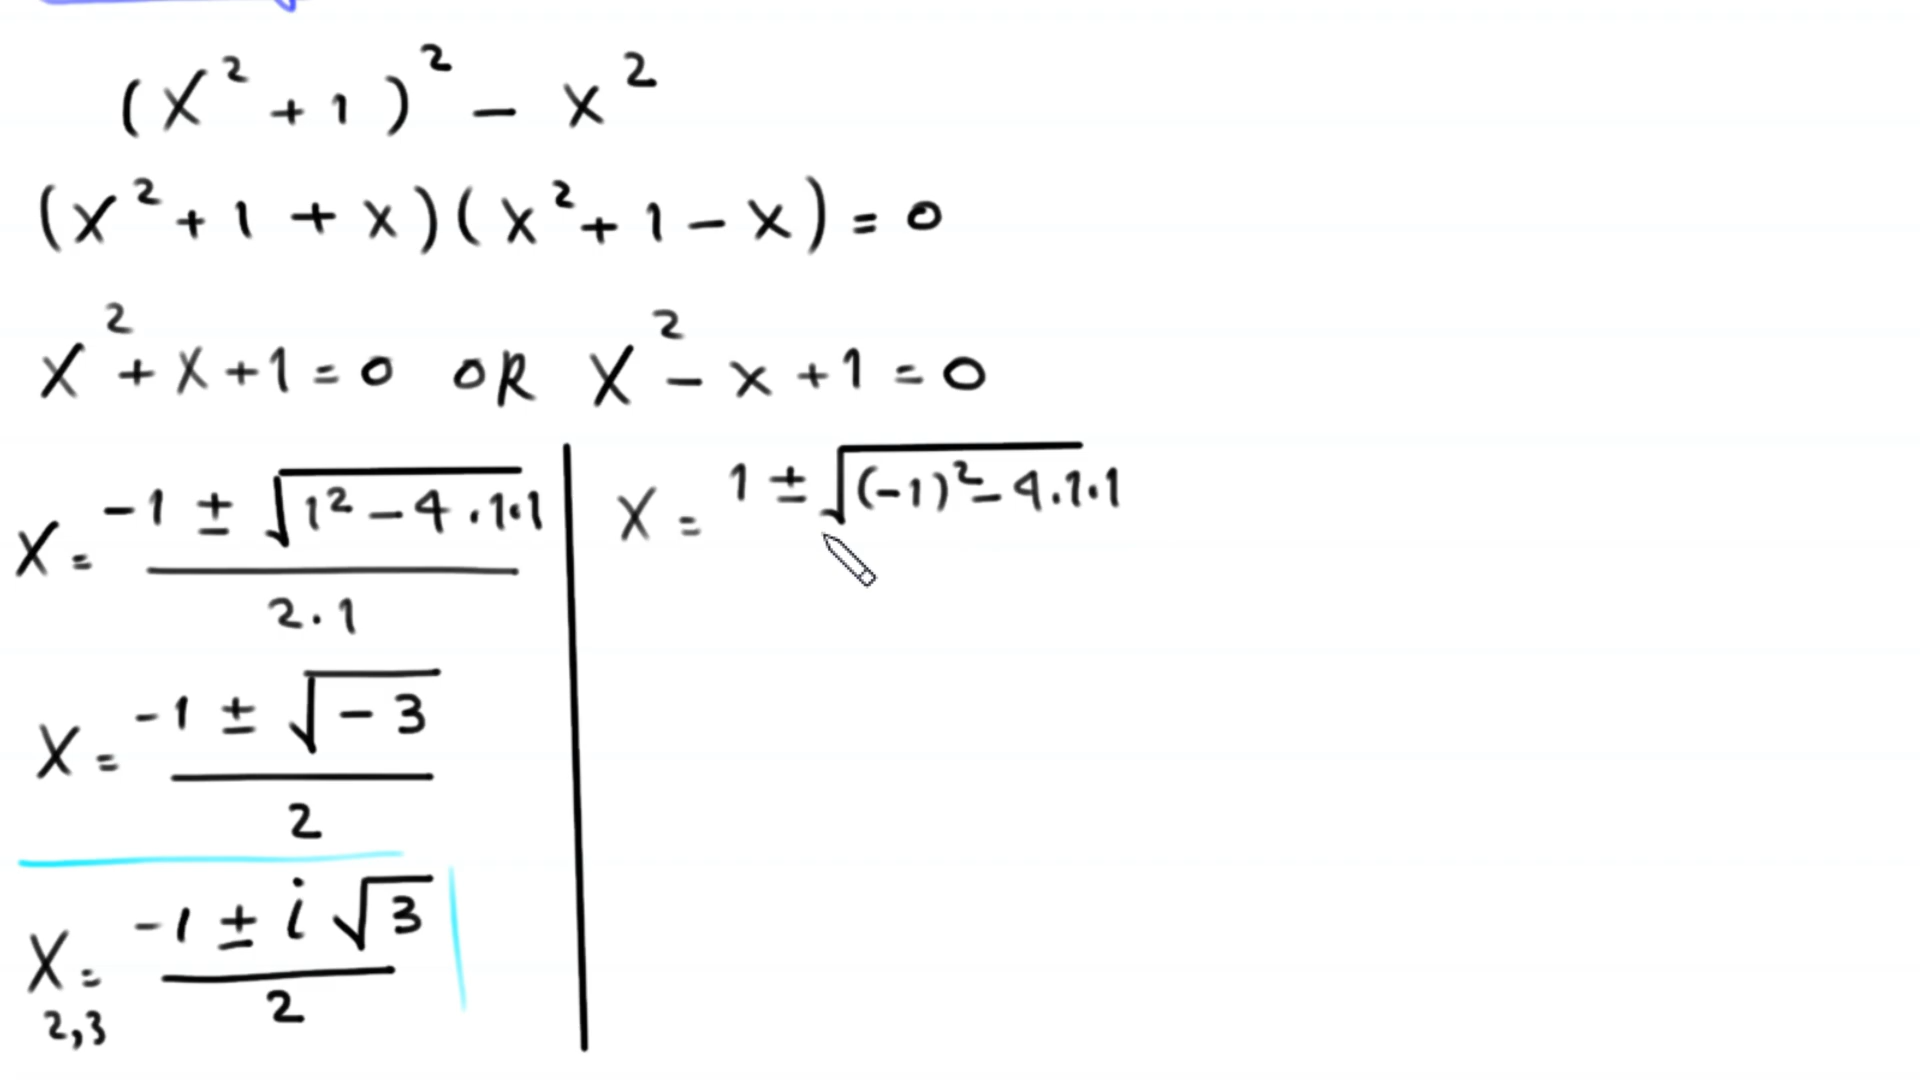 (x² + 1)² - x²
(x² + 1 + x)(x² + 1 - x) = 0
x² + x + 1 = 0 OR x² - x + 1 = 0
x = (-1 ± √(1² - 4·1·1))/(2·1)
x = (-1 ± √(-3))/2
x₂,₃ = (-1 ± i√3)/2
x = 1 ± √((-1)² - 4·1·1)